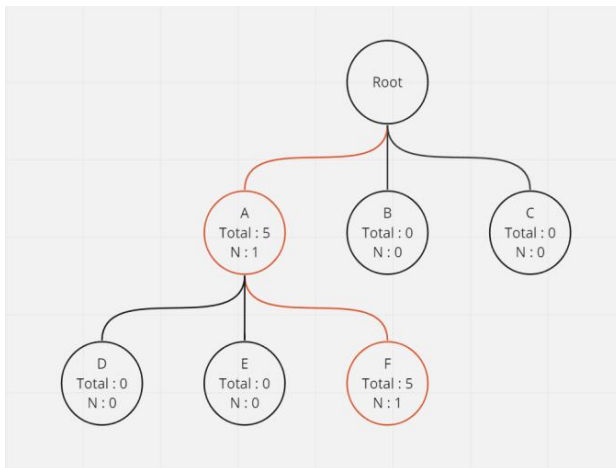 Root
A
Total : 5
N : 1
B
Total : 0
N : 0
C
Total : 0
N : 0
D
Total : 0
N : 0
E
Total : 0
N : 0
F
Total : 5
N : 1